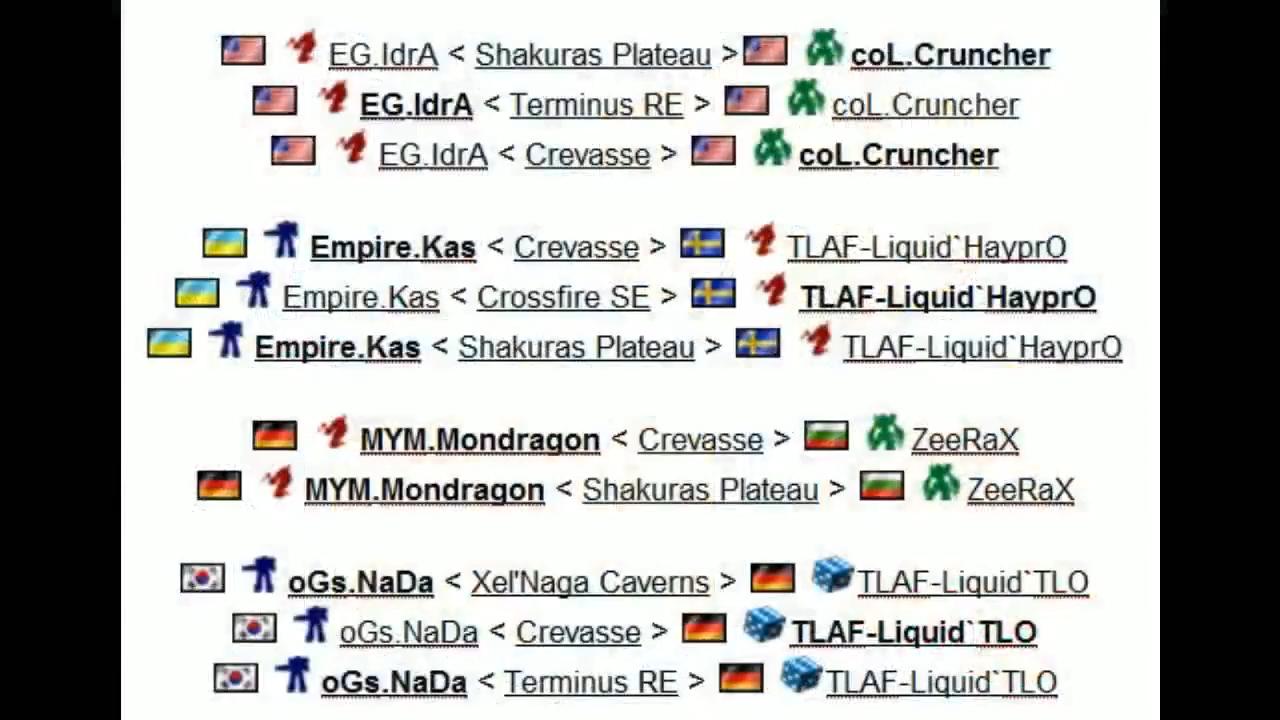 EG.IdrA < Shakuras Plateau > coL.Cruncher
EG.IdrA < Terminus RE > coL.Cruncher
EG.IdrA < Crevasse > coL.Cruncher
Empire.Kas < Crevasse > TLAF-Liquid`HayprO
Empire.Kas < Crossfire SE > TLAF-Liquid`HayprO
Empire.Kas < Shakuras Plateau > TLAF-Liquid`HayprO
MYM.Mondragon < Crevasse > ZeeRaX
MYM.Mondragon < Shakuras Plateau > ZeeRaX
oGs.NaDa < Xel'Naga Caverns > TLAF-Liquid`TLO
oGs.NaDa < Crevasse > TLAF-Liquid`TLO
oGs.NaDa < Terminus RE > TLAF-Liquid`TLO